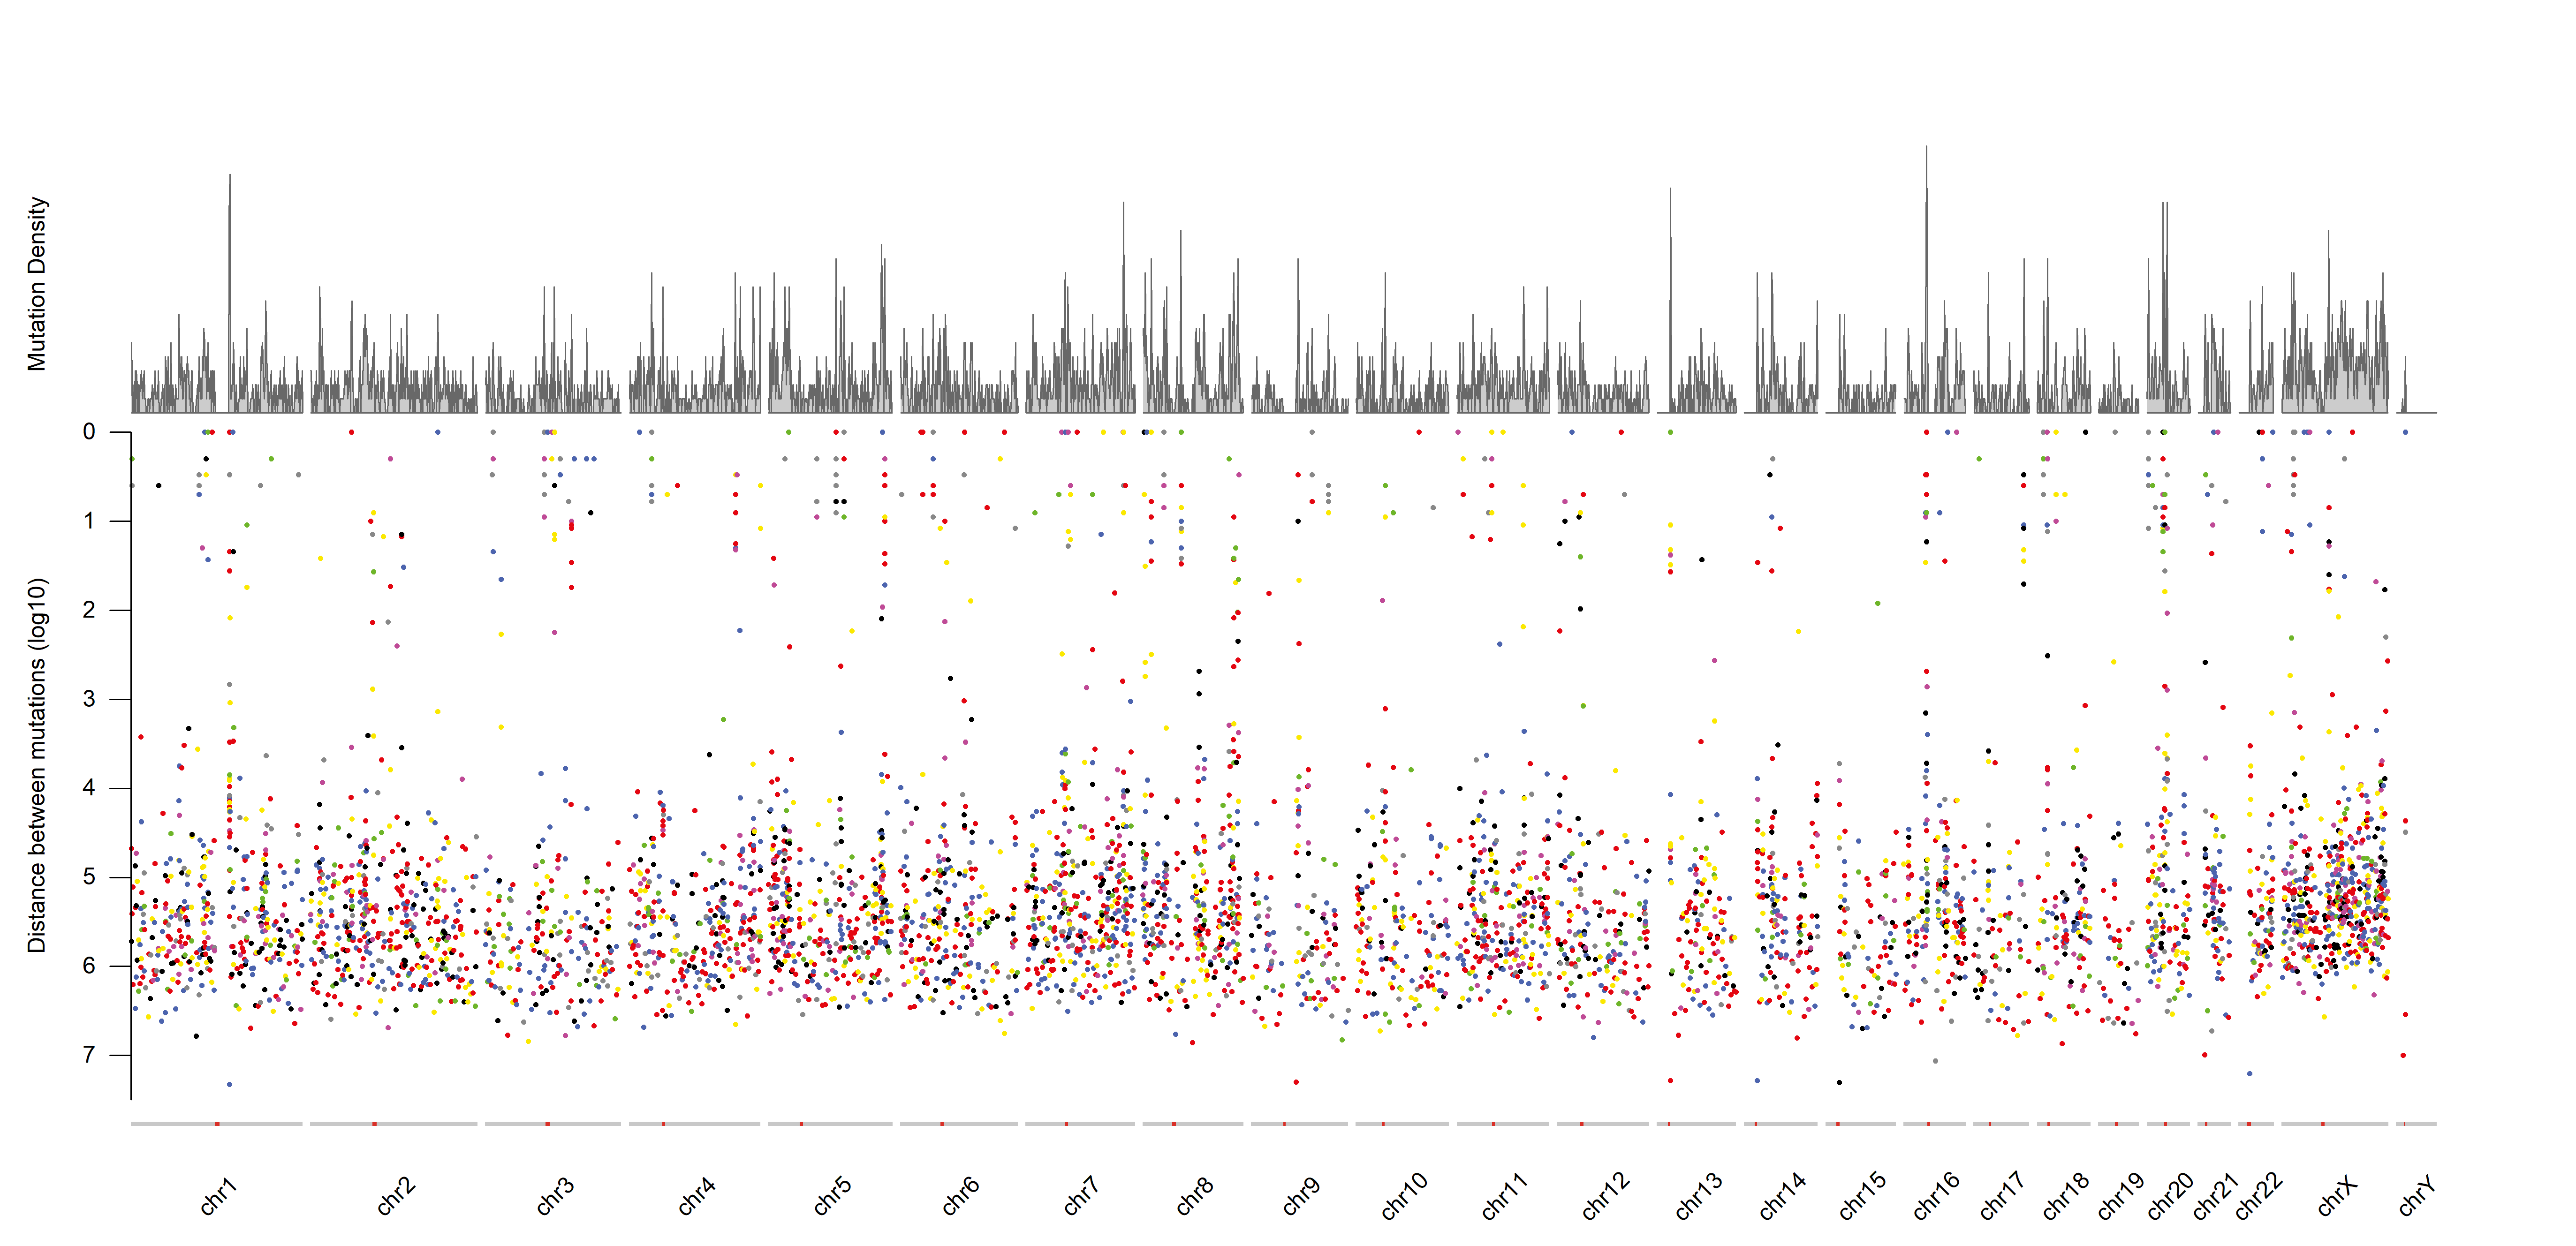 Mutation Density
Distance between mutations (log10)
0
1
2
3
4
5
6
7
chr1
chr2
chr3
chr4
chr5
chr6
chr7
chr8
chr9
chr10
chr11
chr12
chr13
chr14
chr15
chr16
chr17
chr18
chr19
chr20
chr21
chr22
chrX
chrY